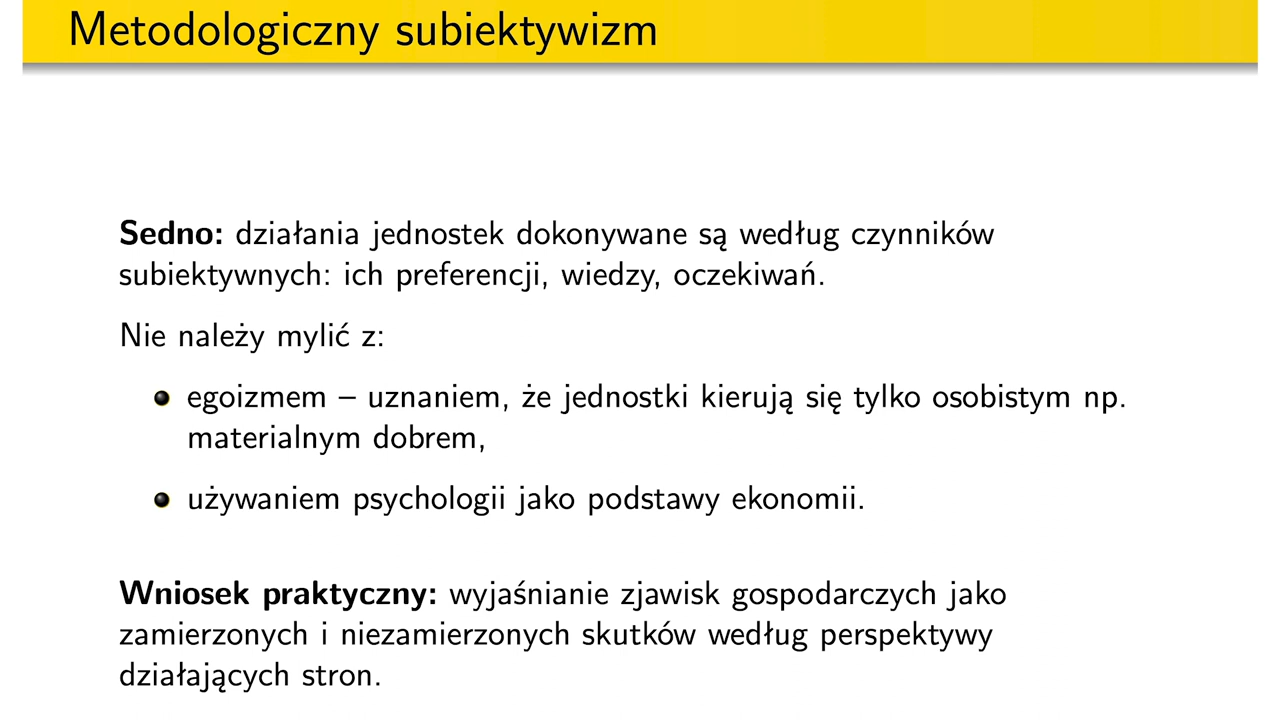 Metodologiczny subiektywizm
Sedno: działania jednostek dokonywane są według czynników
subiektywnych: ich preferencji, wiedzy, oczekiwań.
Nie należy mylić z:
egoizmem – uznaniem, że jednostki kierują się tylko osobistym np.
materialnym dobrem,
używaniem psychologii jako podstawy ekonomii.
Wniosek praktyczny: wyjaśnianie zjawisk gospodarczych jako
zamierzonych i niezamierzonych skutków według perspektywy
działających stron.